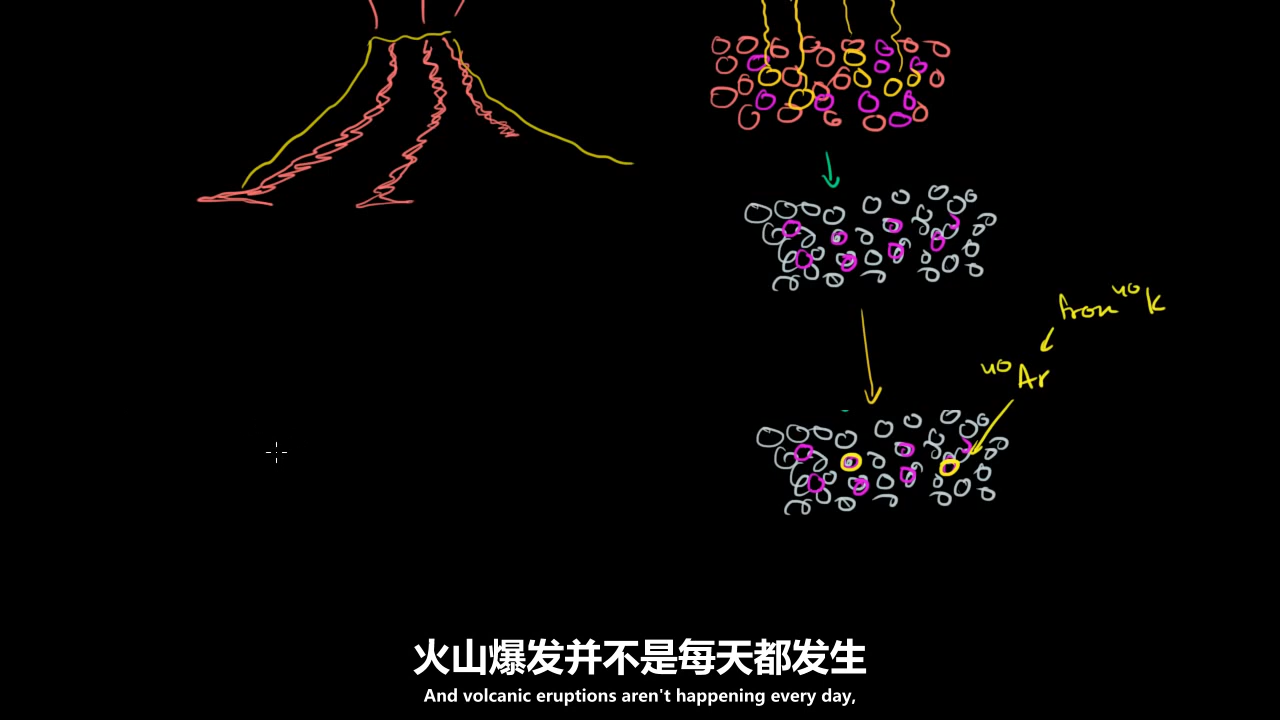 from ⁴⁰K
⁴⁰Ar
火山爆发并不是每天都发生
And volcanic eruptions aren't happening every day,